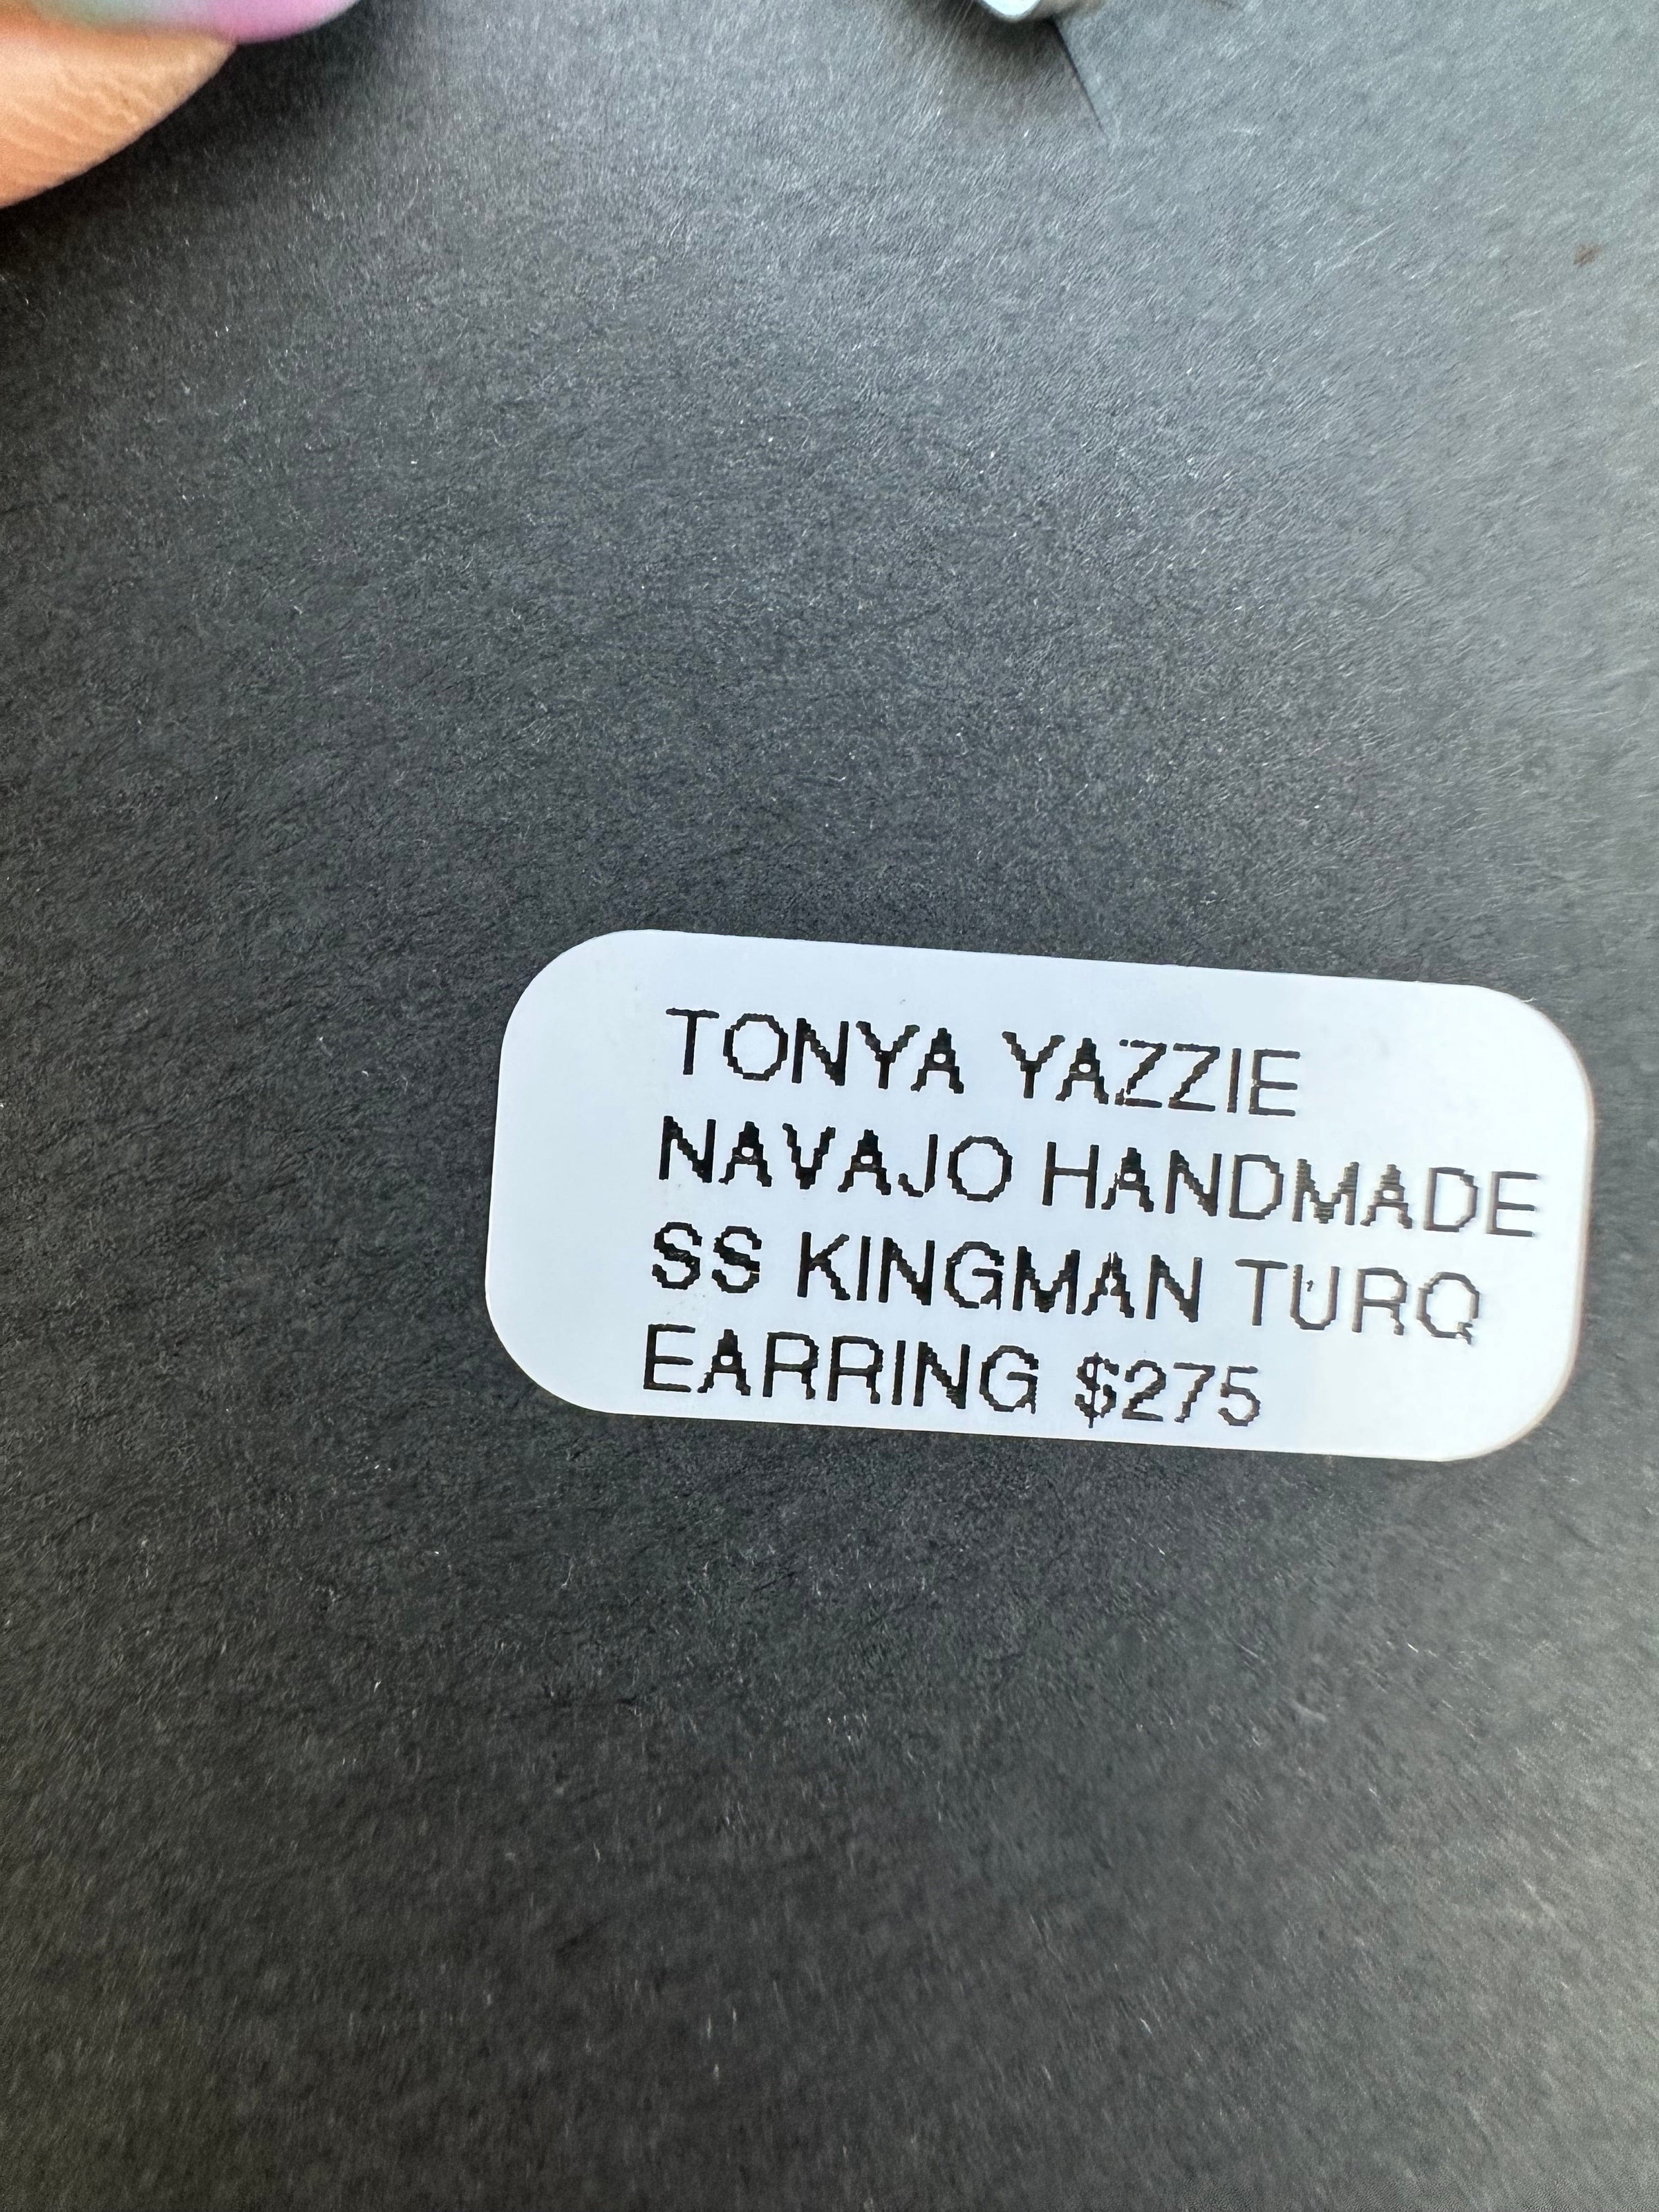 TONYA YAZZIE
NAVAJO HANDMADE
SS KINGMAN TURQ
EARRING $275